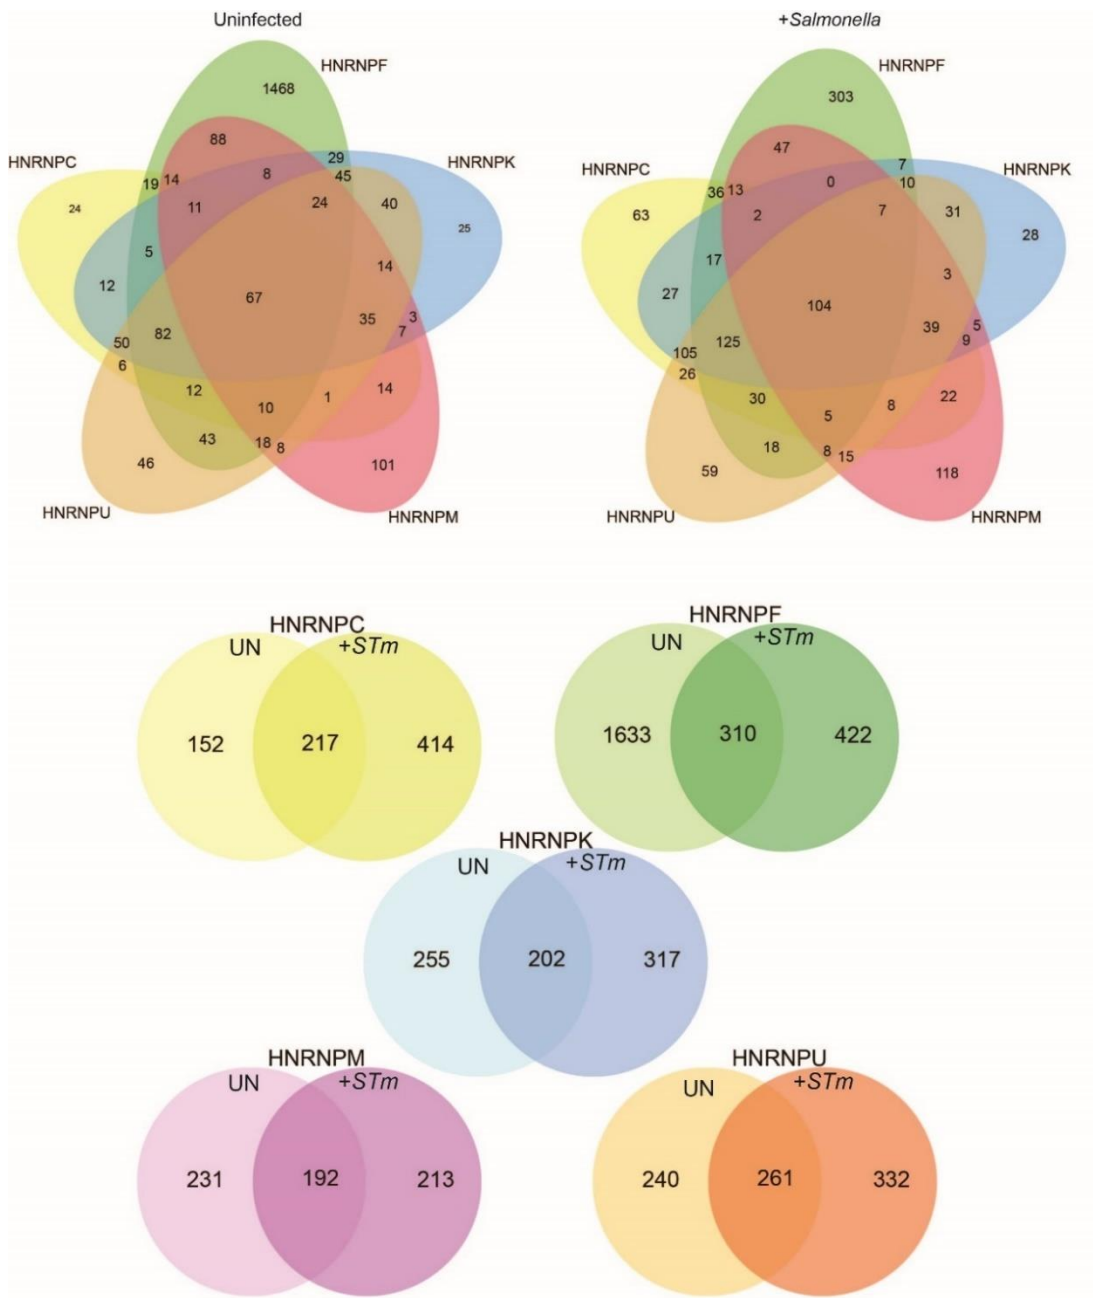 Uninfected
+Salmonella
HNRNPF
HNRNPF
1468
303
88
47
HNRNPC
29
HNRNPK
HNRNPC
7
HNRNPK
19 14
8
45
36 13
0
10
24
11
24
40
25
63
2
7
31
28
5
14
17
3
12
67
27
104
50
82
35
3
7
105
125
39
5
9
6
26
12
10
1
14
30
5
8
22
43
18
8
18
8
15
46
101
59
118
HNRNPU
HNRNPM
HNRNPU
HNRNPM
HNRNPC
UN
+STm
152
217
414
HNRNPF
UN
+STm
1633
310
422
HNRNPK
UN
+STm
255
202
317
HNRNPM
UN
+STm
231
192
213
HNRNPU
UN
+STm
240
261
332